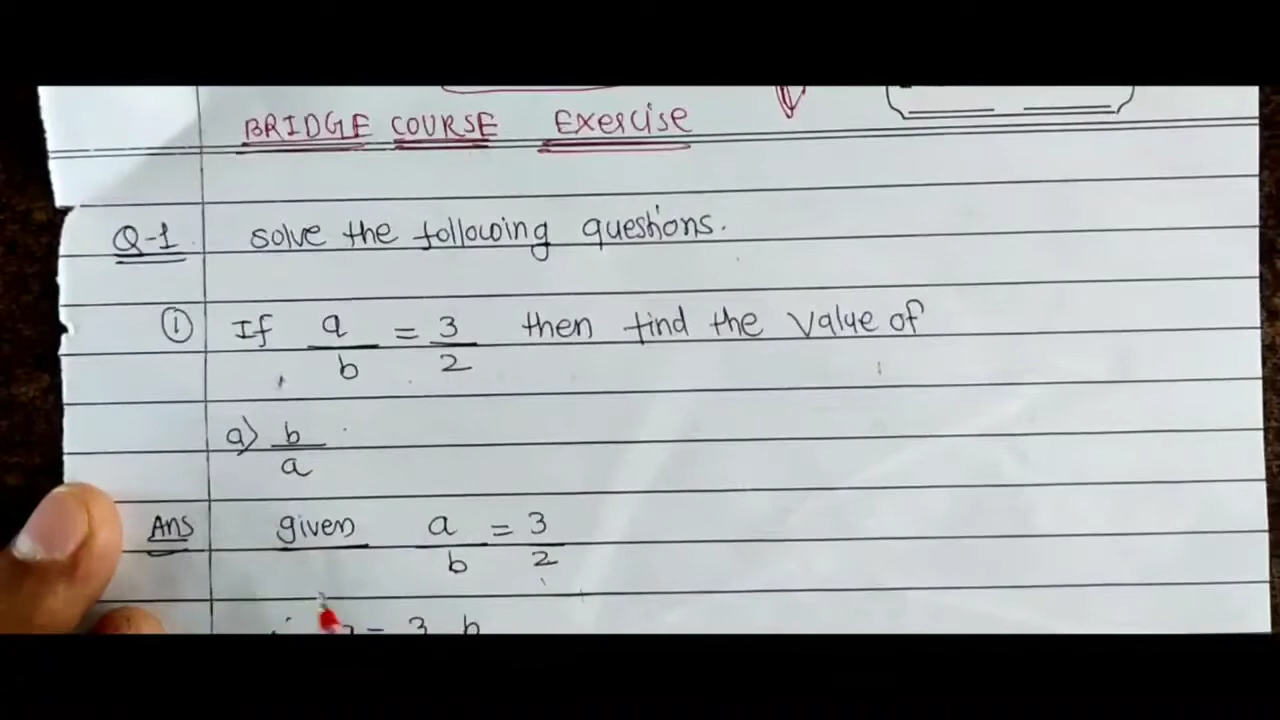 BRIDGE COURSE Exercise
Q-1 solve the following questions.
① If a/b = 3/2 then find the value of
a) b/a
Ans given a/b = 3/2